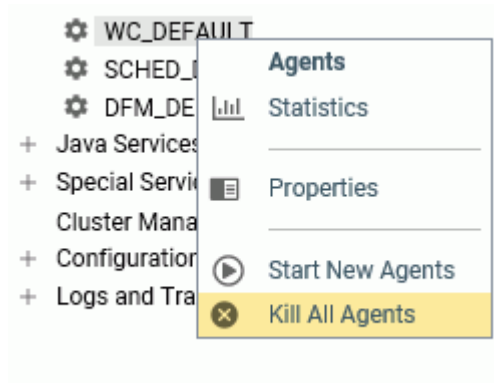 WC_DEFAULT
SCHED_
Agents
DFM_DE
Statistics
Java Services
Special Servi
Properties
Cluster Mana
Configuration
Start New Agents
Logs and Tra
Kill All Agents